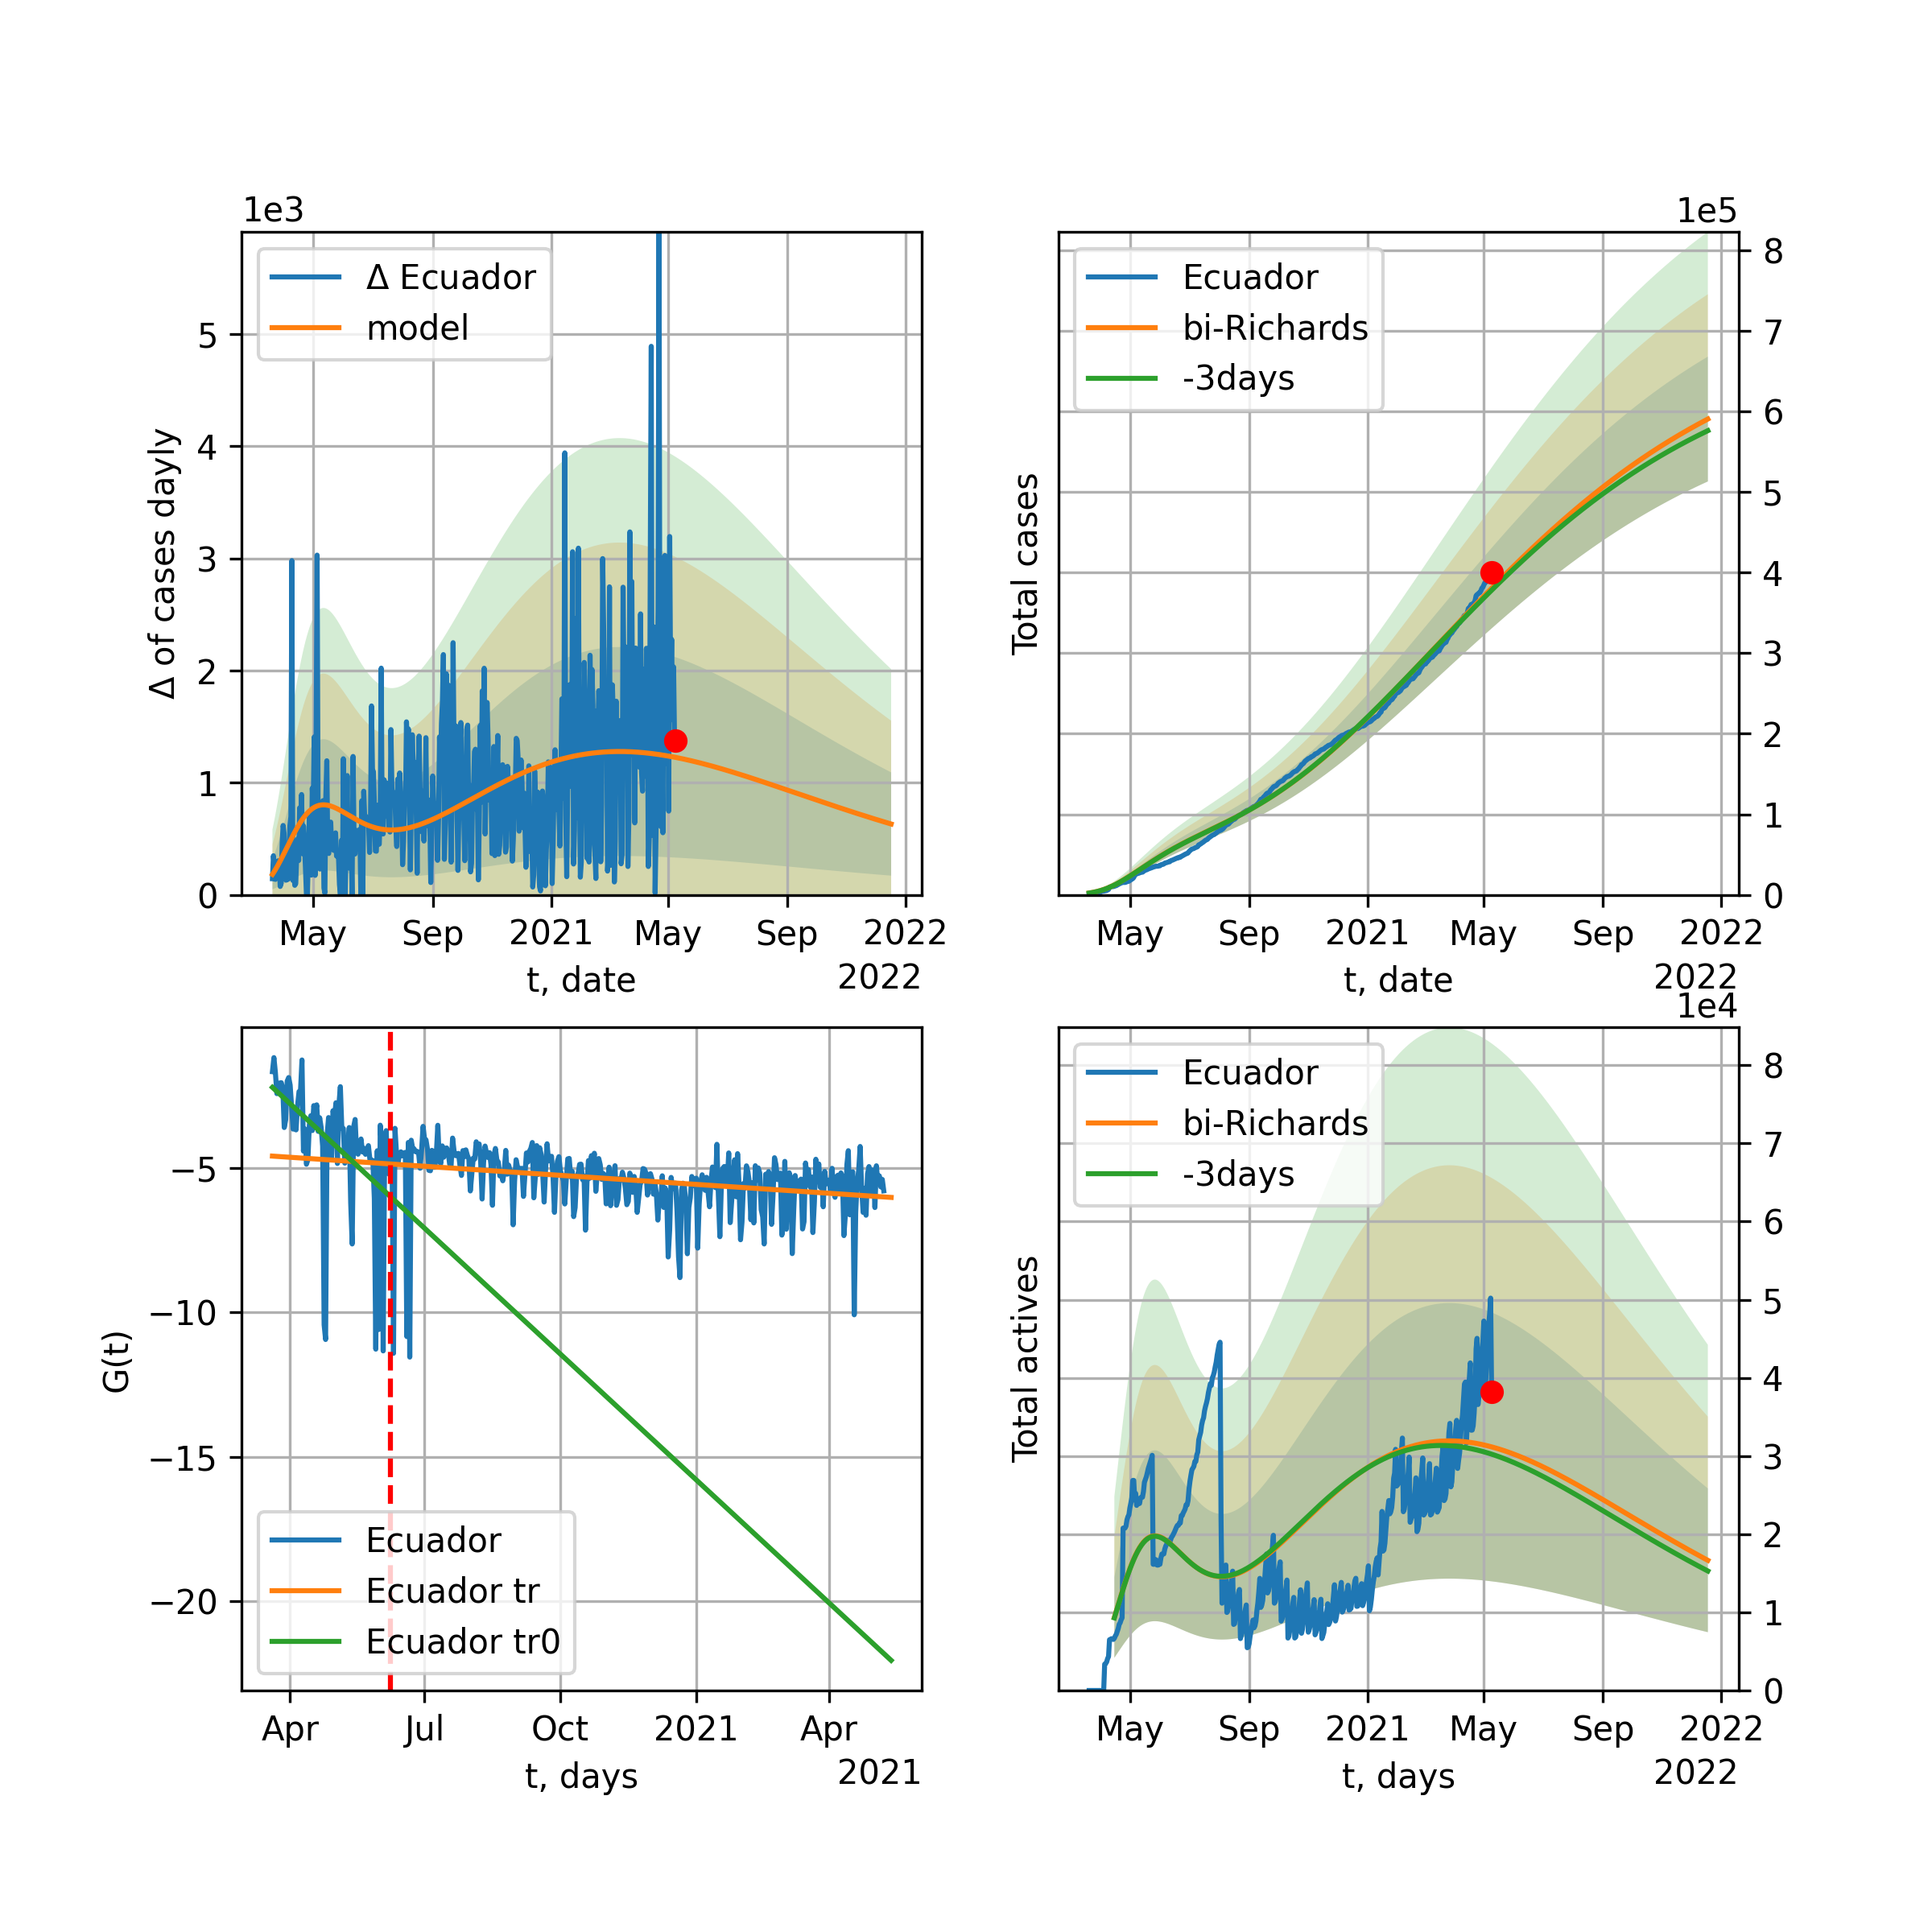 1e3
Δ of cases dayly
5
4
3
2
1
0
Δ Ecuador
model
May Sep 2021 May Sep 2022
t, date
2022
1e5
Total cases
8
7
6
5
4
3
2
1
0
Ecuador
bi-Richards
-3days
May Sep 2021 May Sep 2022
t, date
2022
G(t)
−5
−10
−15
−20
Ecuador
Ecuador tr
Ecuador tr0
Apr Jul Oct 2021 Apr
t, days
2021
1e4
Total actives
8
7
6
5
4
3
2
1
0
Ecuador
bi-Richards
-3days
May Sep 2021 May Sep 2022
t, days
2022